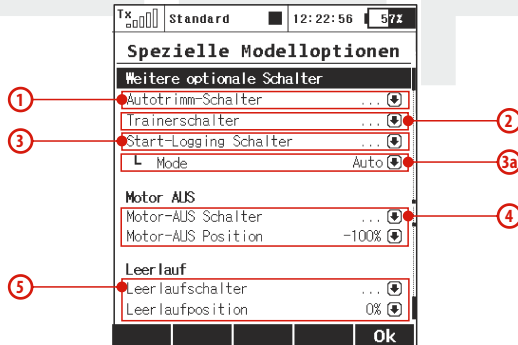 Tx Standard 12:22:56 57%
Spezielle Modelloptionen
Weitere optionale Schalter
1 Autotrimm-Schalter ...
Trainerschalter ... 2
3 Start-Logging Schalter ...
Mode Auto 3a
Motor AUS
Motor-AUS Schalter ... 4
Motor-AUS Position -100%
Leerlauf
5 Leerlaufschalter ...
Leerlaufposition 0%
Ok